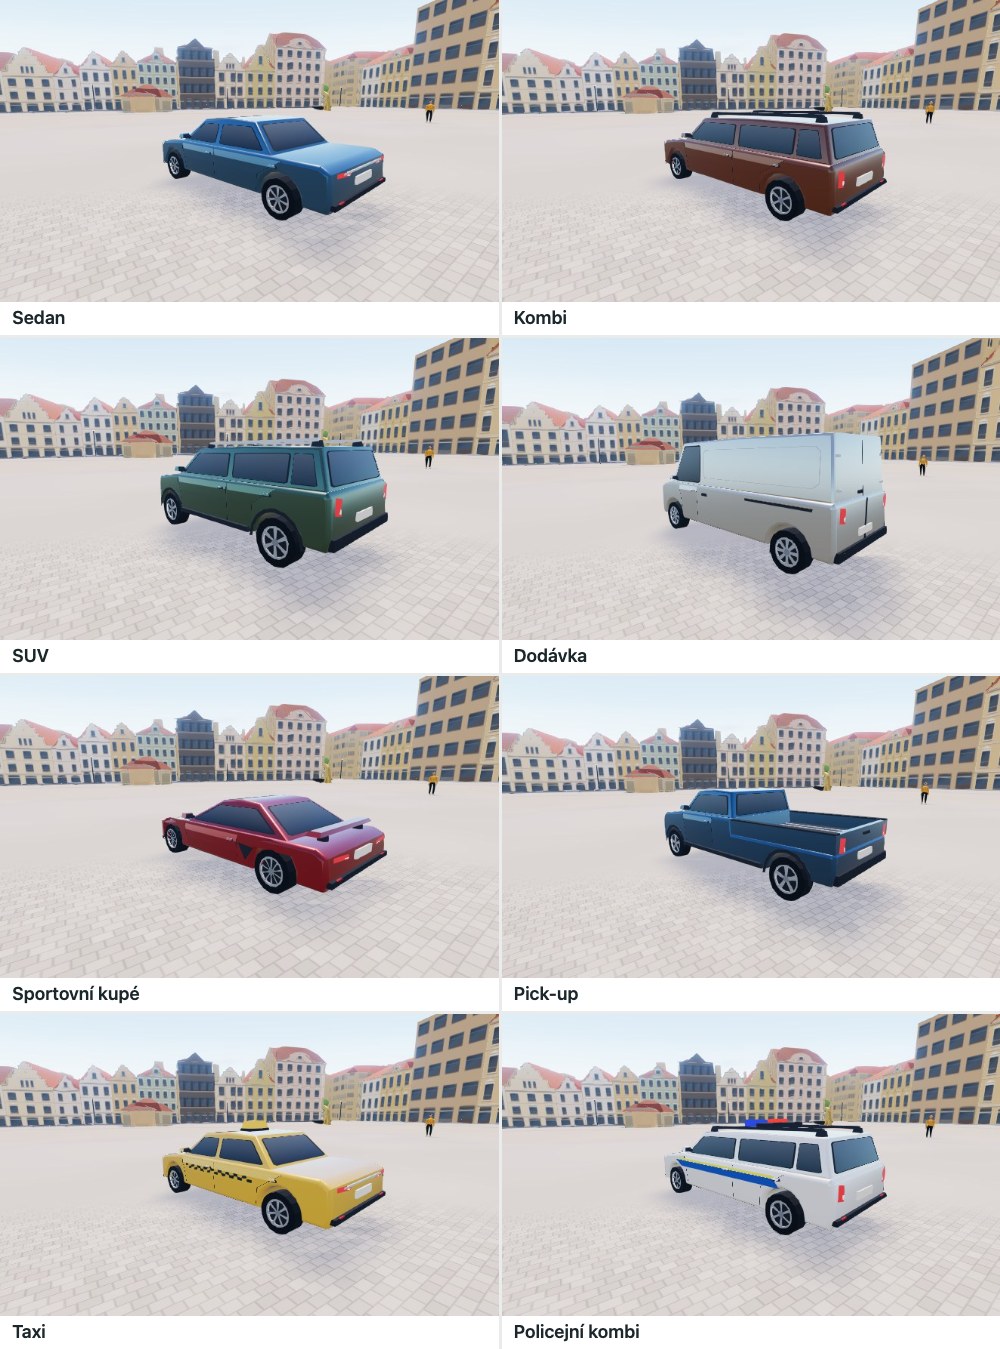 Sedan
Kombi
SUV
Dodávka
Sportovní kupé
Pick-up
Taxi
Policejní kombi